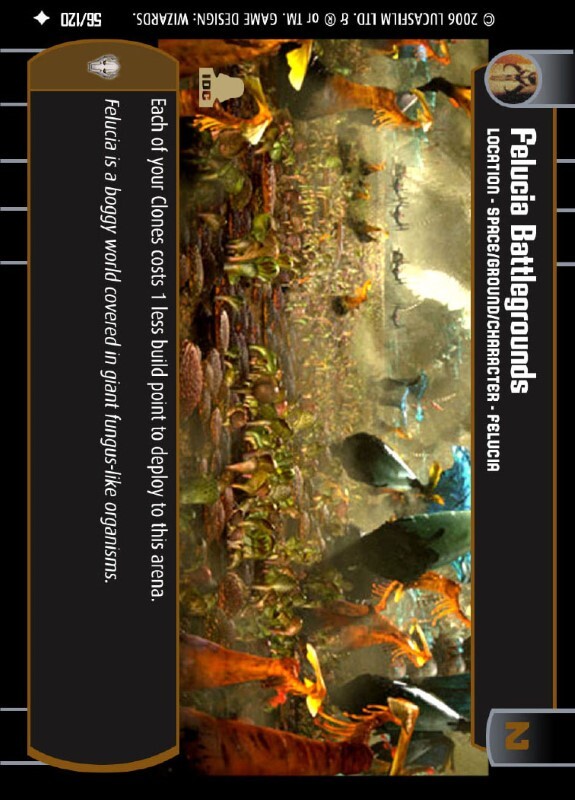 Felucia Battlegrounds
LOCATION - SPACE/GROUND/CHARACTER - FELUCIA
2
IDC
Each of your Clones costs 1 less build point to deploy to this arena.
Felucia is a boggy world covered in giant fungus-like organisms.
© 2006 LUCASFILM LTD. & ® or TM. GAME DESIGN: WIZARDS.
56/120